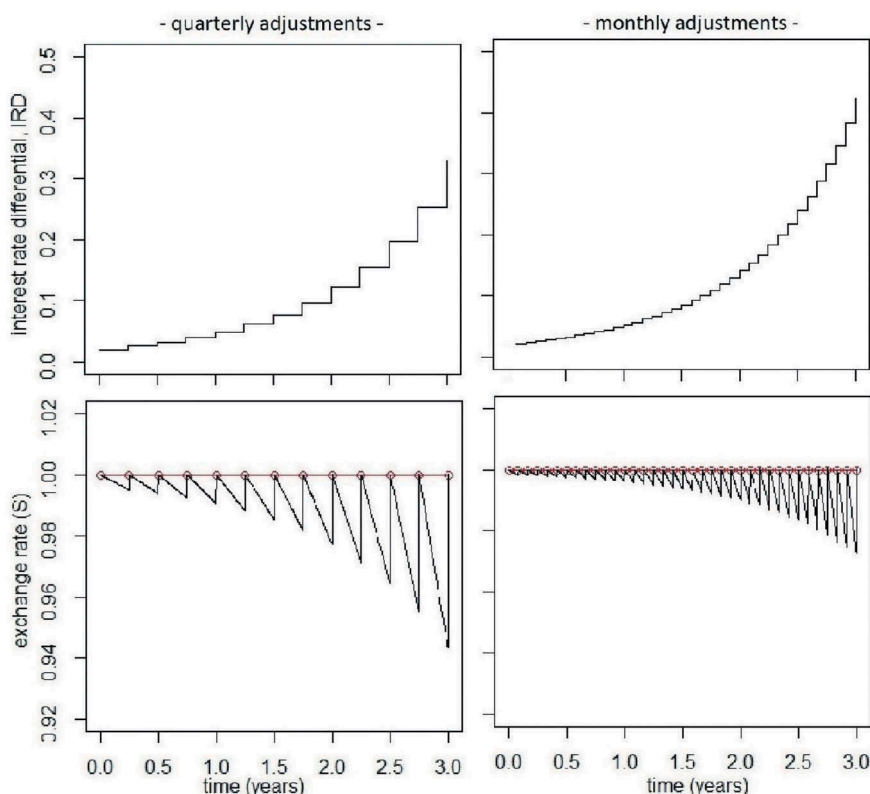 - quarterly adjustments -
- monthly adjustments -
interest rate differential, IRD
0.5
0.4
0.3
0.2
0.1
0.0
exchange rate (S)
1.02
1.00
0.98
0.96
0.94
0.92
0.0 0.5 1.0 1.5 2.0 2.5 3.0
0.0 0.5 1.0 1.5 2.0 2.5 3.0
time (years)
time (years)